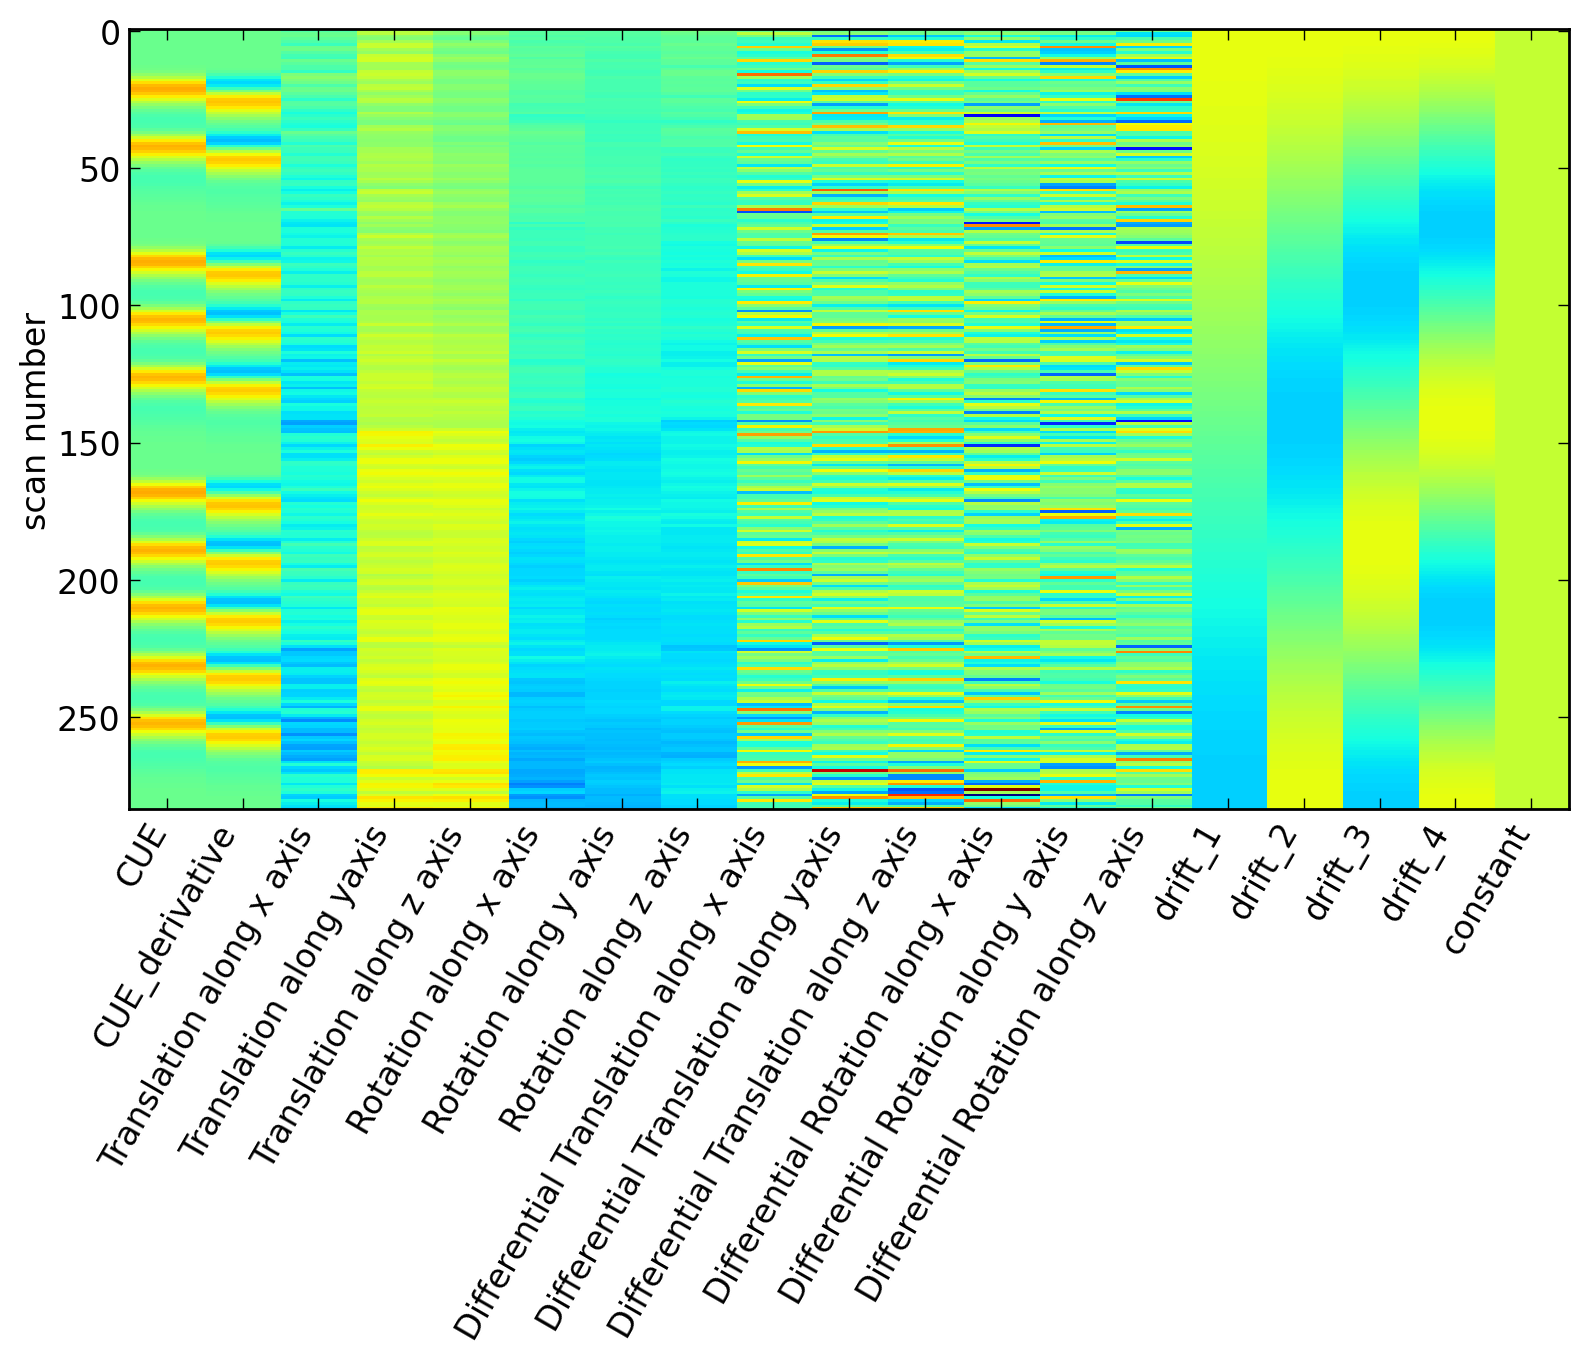 0
50
100
150
200
250
scan number
CUE
CUE_derivative
Translation along x axis
Translation along yaxis
Translation along z axis
Rotation along x axis
Rotation along y axis
Rotation along z axis
Differential Translation along x axis
Differential Translation along yaxis
Differential Translation along z axis
Differential Rotation along x axis
Differential Rotation along y axis
Differential Rotation along z axis
drift_1
drift_2
drift_3
drift_4
constant